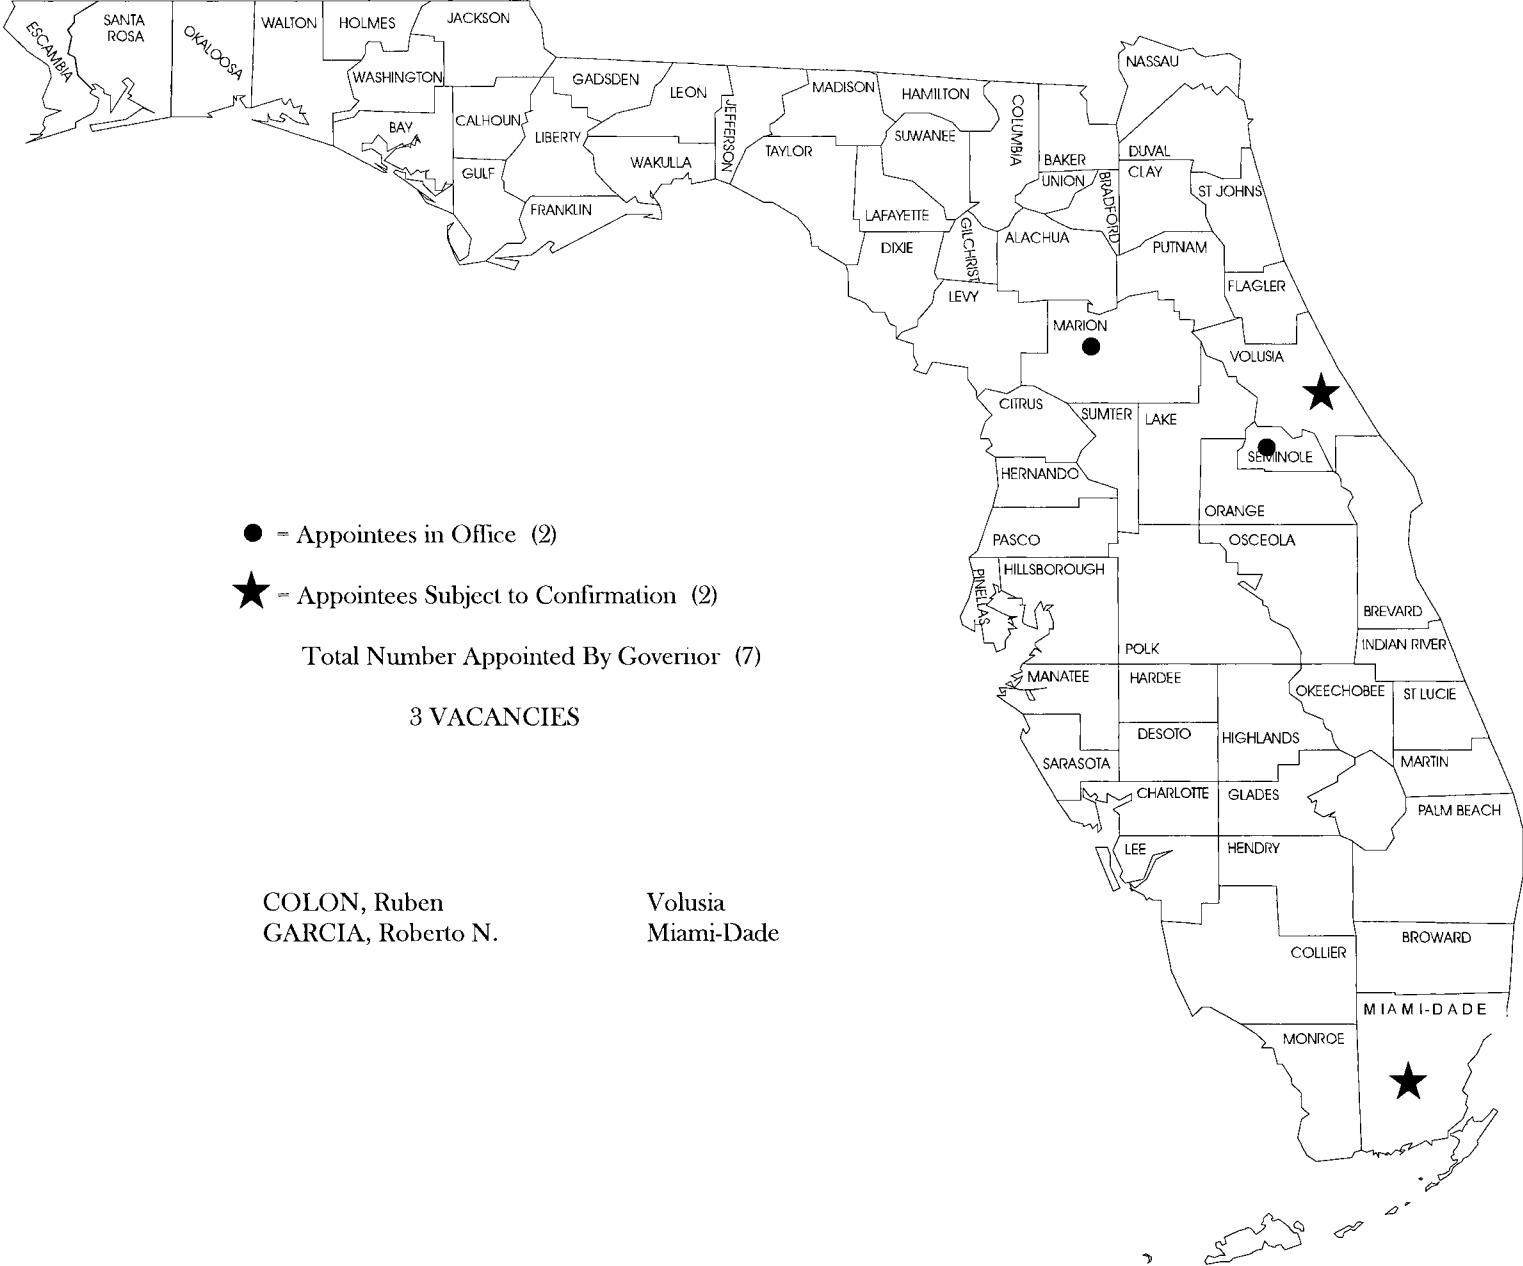 ESCAMBIA
SANTA
ROSA
OKALOOSA
WALTON
HOLMES
JACKSON
WASHINGTON
BAY
CALHOUN
GULF
GADSDEN
LIBERTY
FRANKLIN
LEON
WAKULLA
JEFFERSON
MADISON
TAYLOR
HAMILTON
SUWANEE
LAFAYETTE
DIXIE
COLUMBIA
GILCHRIST
BAKER
UNION
BRADFORD
ALACHUA
LEVY
NASSAU
DUVAL
CLAY
ST JOHNS
PUTNAM
FLAGLER
MARION
VOLUSIA
CITRUS
SUMTER
LAKE
SEMINOLE
HERNANDO
ORANGE
PASCO
OSCEOLA
PINELLAS
HILLSBOROUGH
BREVARD
POLK
INDIAN RIVER
MANATEE
HARDEE
OKEECHOBEE
ST LUCIE
DESOTO
HIGHLANDS
SARASOTA
MARTIN
CHARLOTTE
GLADES
PALM BEACH
LEE
HENDRY
BROWARD
COLLIER
MIAMI-DADE
MONROE
= Appointees in Office (2)
= Appointees Subject to Confirmation (2)
Total Number Appointed By Governor (7)
3 VACANCIES
COLON, Ruben Volusia
GARCIA, Roberto N. Miami-Dade